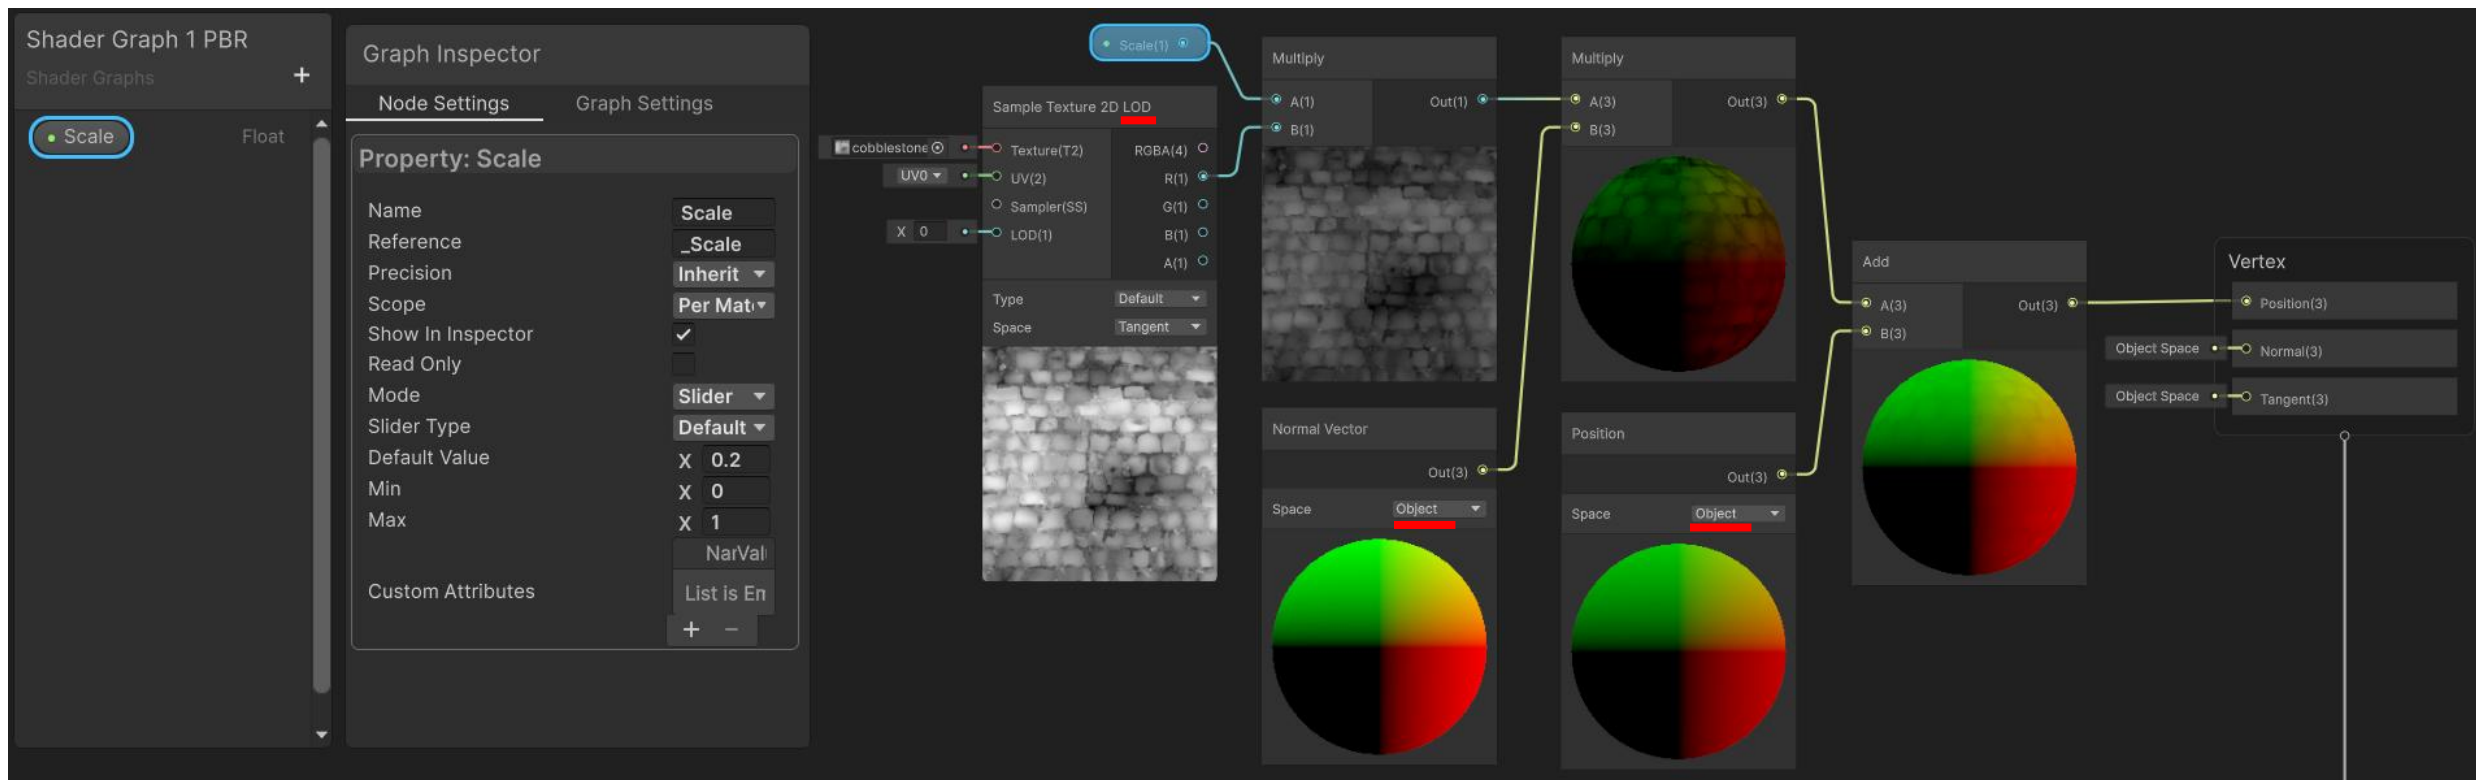 Shader Graph 1 PBR
Shader Graphs
+
Scale
Float
Graph Inspector
Node Settings
Graph Settings
Property: Scale
Name
Scale
Reference
_Scale
Precision
Inherit
Scope
Per Mat
Show In Inspector
Read Only
Mode
Slider
Slider Type
Default
Default Value
X 0.2
Min
X 0
Max
X 1
NarVal
Custom Attributes
List is Em
+ −
Scale(1)
Sample Texture 2D LOD
cobblestone
Texture(T2)
RGBA(4)
UV0
UV(2)
R(1)
Sampler(SS)
G(1)
X 0
LOD(1)
B(1)
A(1)
Type
Default
Space
Tangent
Multiply
A(1)
Out(1)
B(1)
Normal Vector
Out(3)
Space
Object
Multiply
A(3)
Out(3)
B(3)
Position
Out(3)
Space
Object
Add
A(3)
Out(3)
B(3)
Vertex
Position(3)
Object Space
Normal(3)
Object Space
Tangent(3)